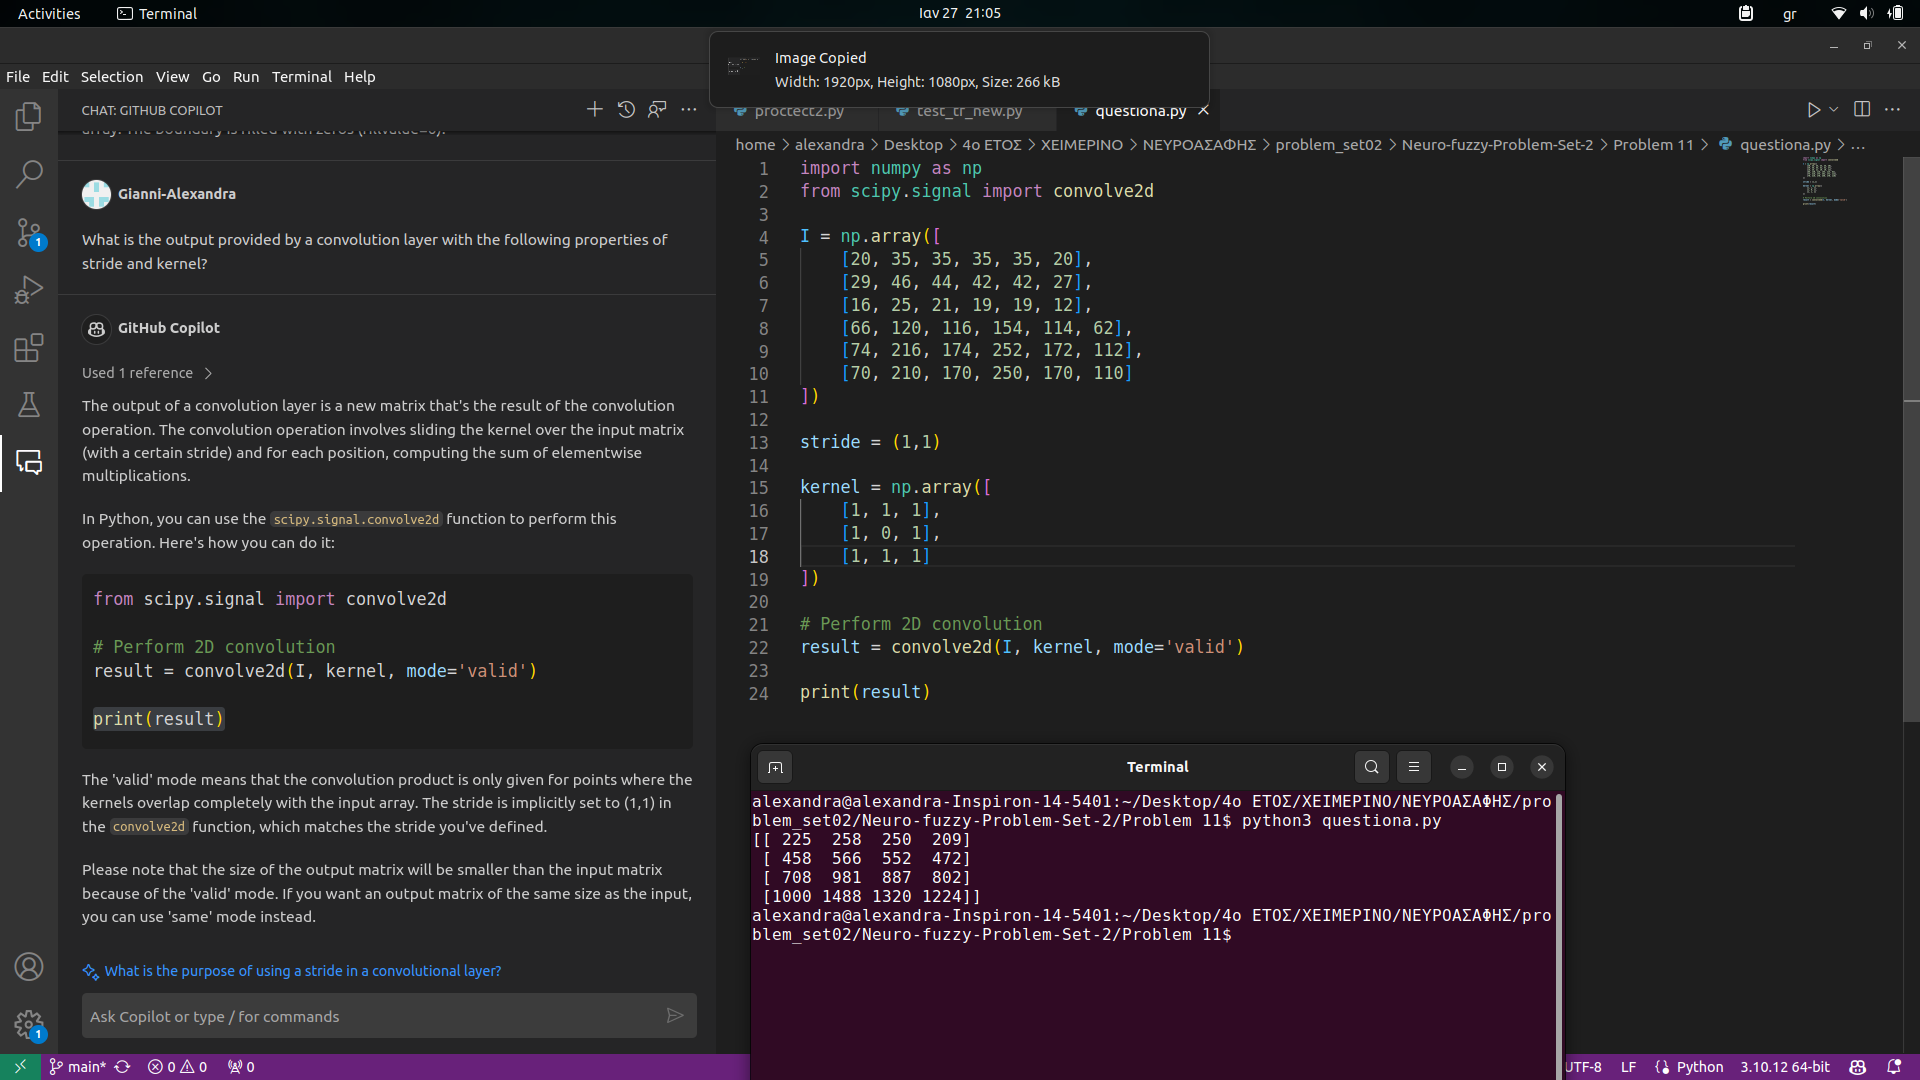 Activities
Terminal
Ιαν 27 21:05
gr
Image Copied
Width: 1920px, Height: 1080px, Size: 266 kB
File Edit Selection View Go Run Terminal Help
CHAT: GITHUB COPILOT
array. The boundary is filled with zeros (fillvalue=0).
Gianni-Alexandra
What is the output provided by a convolution layer with the following properties of
stride and kernel?
GitHub Copilot
Used 1 reference
The output of a convolution layer is a new matrix that's the result of the convolution
operation. The convolution operation involves sliding the kernel over the input matrix
(with a certain stride) and for each position, computing the sum of elementwise
multiplications.
In Python, you can use the scipy.signal.convolve2d function to perform this
operation. Here's how you can do it:
from scipy.signal import convolve2d
# Perform 2D convolution
result = convolve2d(I, kernel, mode='valid')
print(result)
The 'valid' mode means that the convolution product is only given for points where the
kernels overlap completely with the input array. The stride is implicitly set to (1,1) in
the convolve2d function, which matches the stride you've defined.
Please note that the size of the output matrix will be smaller than the input matrix
because of the 'valid' mode. If you want an output matrix of the same size as the input,
you can use 'same' mode instead.
What is the purpose of using a stride in a convolutional layer?
Ask Copilot or type / for commands
proctect2.py
test_tr_new.py
questiona.py
home > alexandra > Desktop > 4ο ΕΤΟΣ > ΧΕΙΜΕΡΙΝΟ > ΝΕΥΡΟΑΣΑΦΗΣ > problem_set02 > Neuro-fuzzy-Problem-Set-2 > Problem 11 > questiona.py > ...
1 import numpy as np
2 from scipy.signal import convolve2d
3
4 I = np.array([
5 [20, 35, 35, 35, 35, 20],
6 [29, 46, 44, 42, 42, 27],
7 [16, 25, 21, 19, 19, 12],
8 [66, 120, 116, 154, 114, 62],
9 [74, 216, 174, 252, 172, 112],
10 [70, 210, 170, 250, 170, 110]
11 ])
12
13 stride = (1,1)
14
15 kernel = np.array([
16 [1, 1, 1],
17 [1, 0, 1],
18 [1, 1, 1]
19 ])
20
21 # Perform 2D convolution
22 result = convolve2d(I, kernel, mode='valid')
23
24 print(result)
Terminal
alexandra@alexandra-Inspiron-14-5401:~/Desktop/4ο ΕΤΟΣ/ΧΕΙΜΕΡΙΝΟ/ΝΕΥΡΟΑΣΑΦΗΣ/pro
blem_set02/Neuro-fuzzy-Problem-Set-2/Problem 11$ python3 questiona.py
[[ 225 258 250 209]
[ 458 566 552 472]
[ 708 981 887 802]
[1000 1488 1320 1224]]
alexandra@alexandra-Inspiron-14-5401:~/Desktop/4ο ΕΤΟΣ/ΧΕΙΜΕΡΙΝΟ/ΝΕΥΡΟΑΣΑΦΗΣ/pro
blem_set02/Neuro-fuzzy-Problem-Set-2/Problem 11$
1
1
main* 0 0 0
UTF-8 LF Python 3.10.12 64-bit